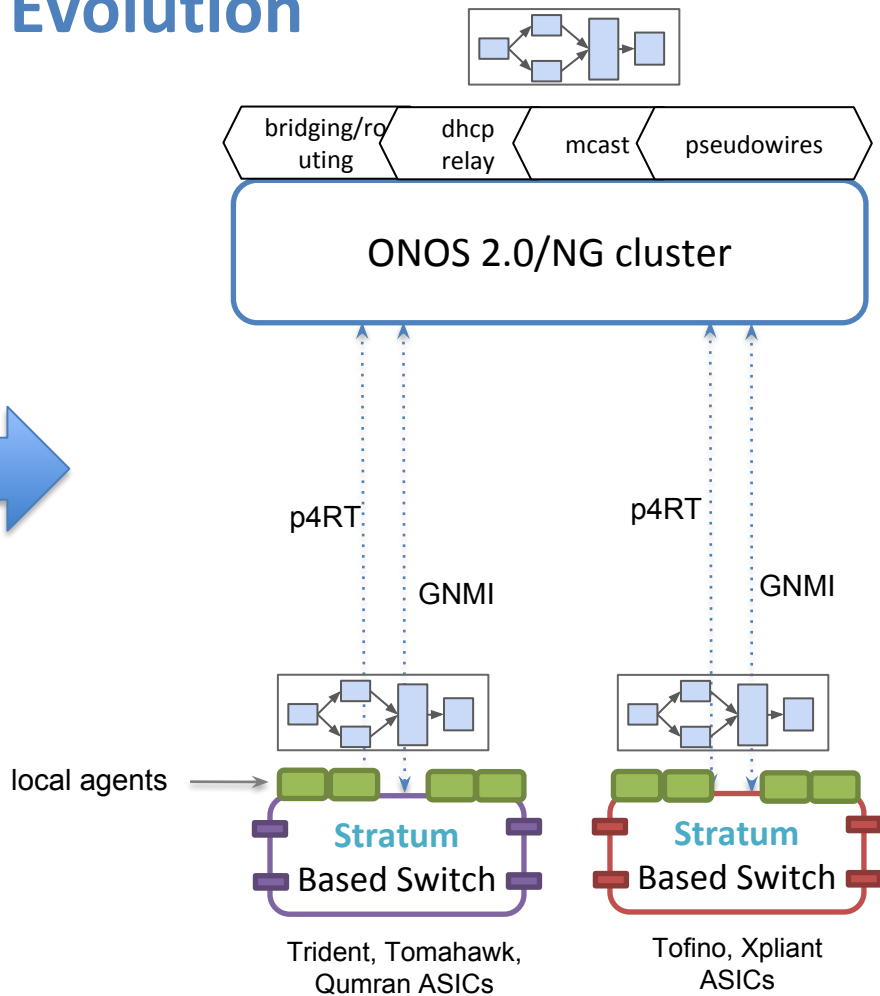 Evolution
bridging/ro
uting
dhcp
relay
mcast
pseudowires
ONOS 2.0/NG cluster
p4RT
p4RT
GNMI
GNMI
local agents
Stratum
Based Switch
Stratum
Based Switch
Trident, Tomahawk,
Qumran ASICs
Tofino, Xpliant
ASICs